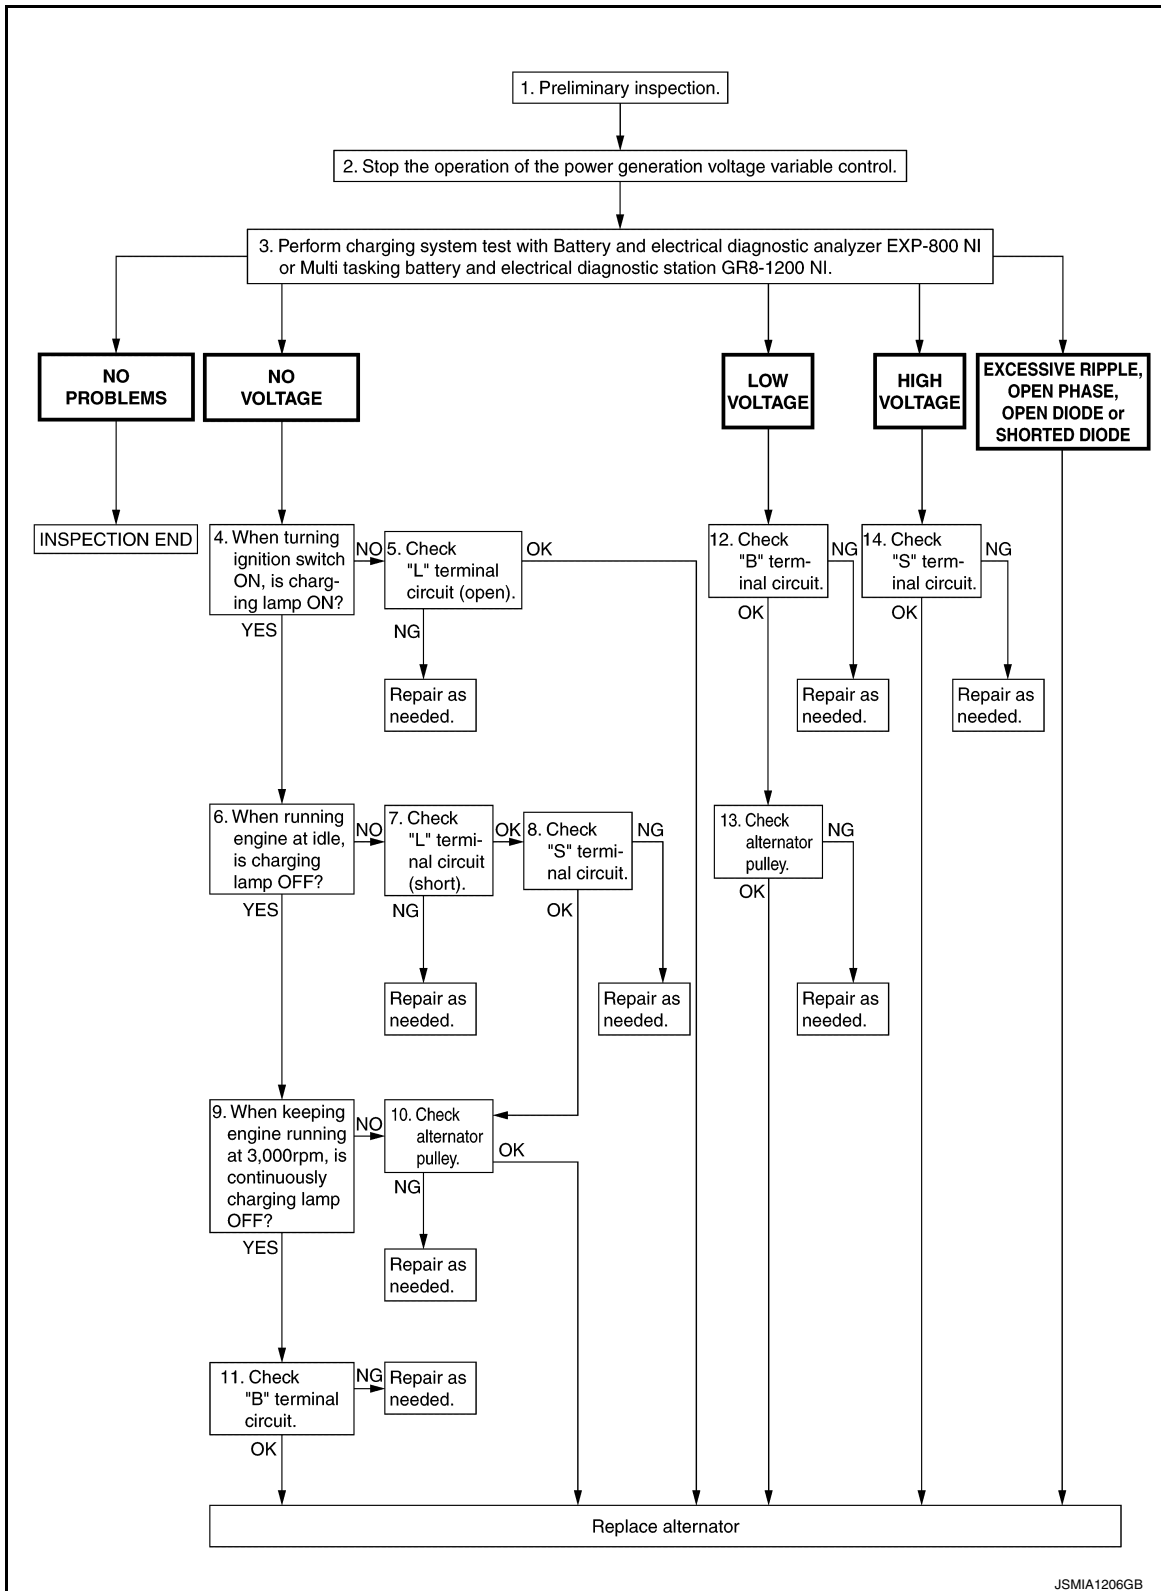 1. Preliminary inspection.
2. Stop the operation of the power generation voltage variable control.
3. Perform charging system test with Battery and electrical diagnostic analyzer EXP-800 NI
or Multi tasking battery and electrical diagnostic station GR8-1200 NI.
NO
PROBLEMS
NO
VOLTAGE
LOW
VOLTAGE
HIGH
VOLTAGE
EXCESSIVE RIPPLE,
OPEN PHASE,
OPEN DIODE or
SHORTED DIODE
INSPECTION END
4. When turning
ignition switch
ON, is charg-
ing lamp ON?
NO
YES
5. Check
"L" terminal
circuit (open).
OK
NG
Repair as
needed.
12. Check
"B" term-
inal circuit.
NG
OK
Repair as
needed.
14. Check
"S" term-
inal circuit.
NG
OK
Repair as
needed.
6. When running
engine at idle,
is charging
lamp OFF?
NO
YES
7. Check
"L" termi-
nal circuit
(short).
OK
NG
Repair as
needed.
8. Check
"S" termi-
nal circuit.
NG
OK
Repair as
needed.
13. Check
alternator
pulley.
NG
OK
Repair as
needed.
9. When keeping
engine running
at 3,000rpm, is
continuously
charging lamp
OFF?
NO
YES
10. Check
alternator
pulley.
OK
NG
Repair as
needed.
11. Check
"B" terminal
circuit.
NG
OK
Repair as
needed.
Replace alternator
JSMIA1206GB